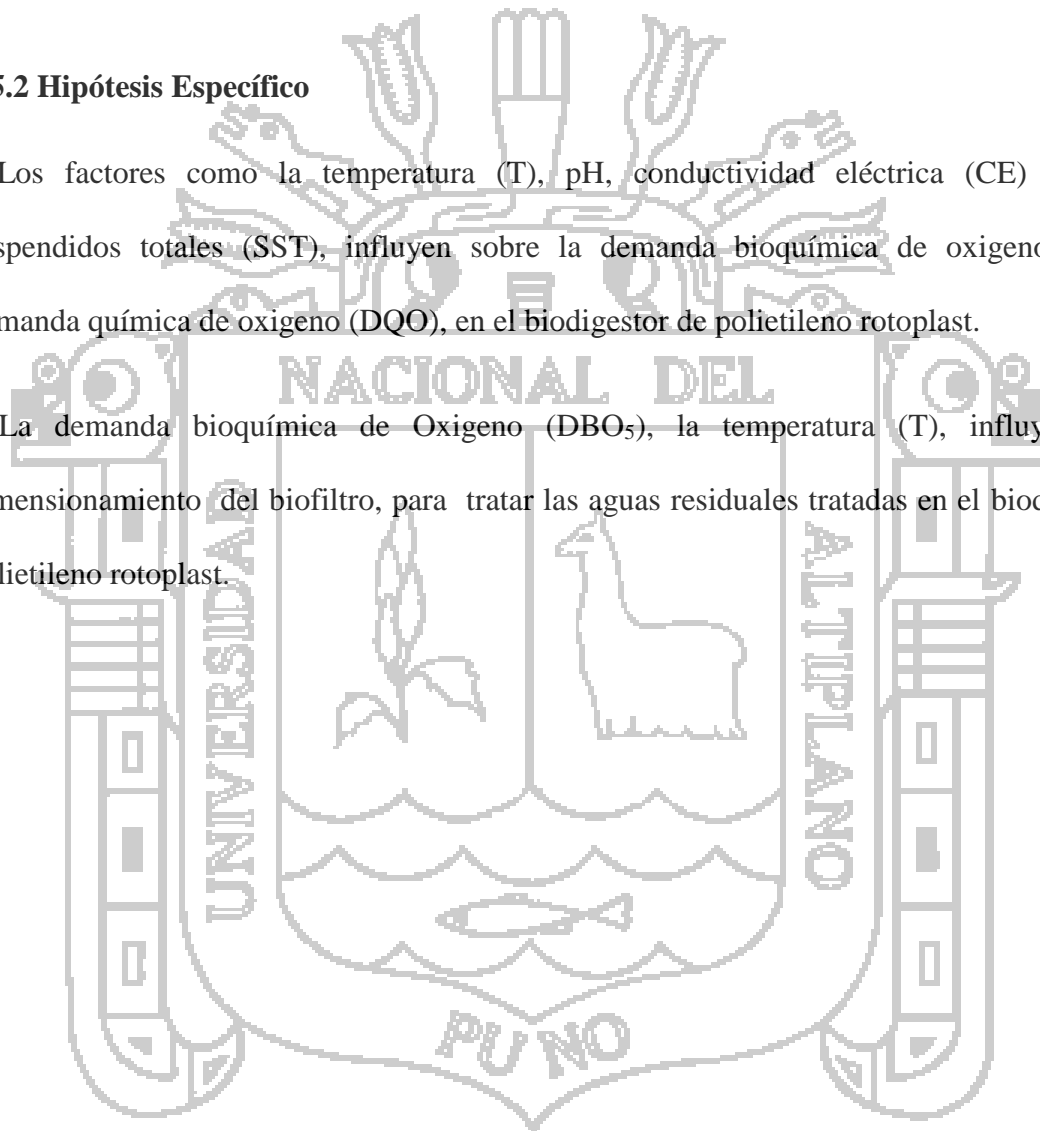 5.2 Hipótesis Específico
Los factores como la temperatura (T), pH, conductividad eléctrica (CE)
spendidos totales (SST), influyen sobre la demanda bioquímica de oxigeno
manda química de oxigeno (DQO), en el biodigestor de polietileno rotoplast.
La demanda bioquímica de Oxigeno (DBO₅), la temperatura (T), influy
mensionamiento del biofiltro, para tratar las aguas residuales tratadas en el bioc
lietileno rotoplast.
NACIONAL DEL
UNIVERSIDAD
ALTIPLANO
PUNO